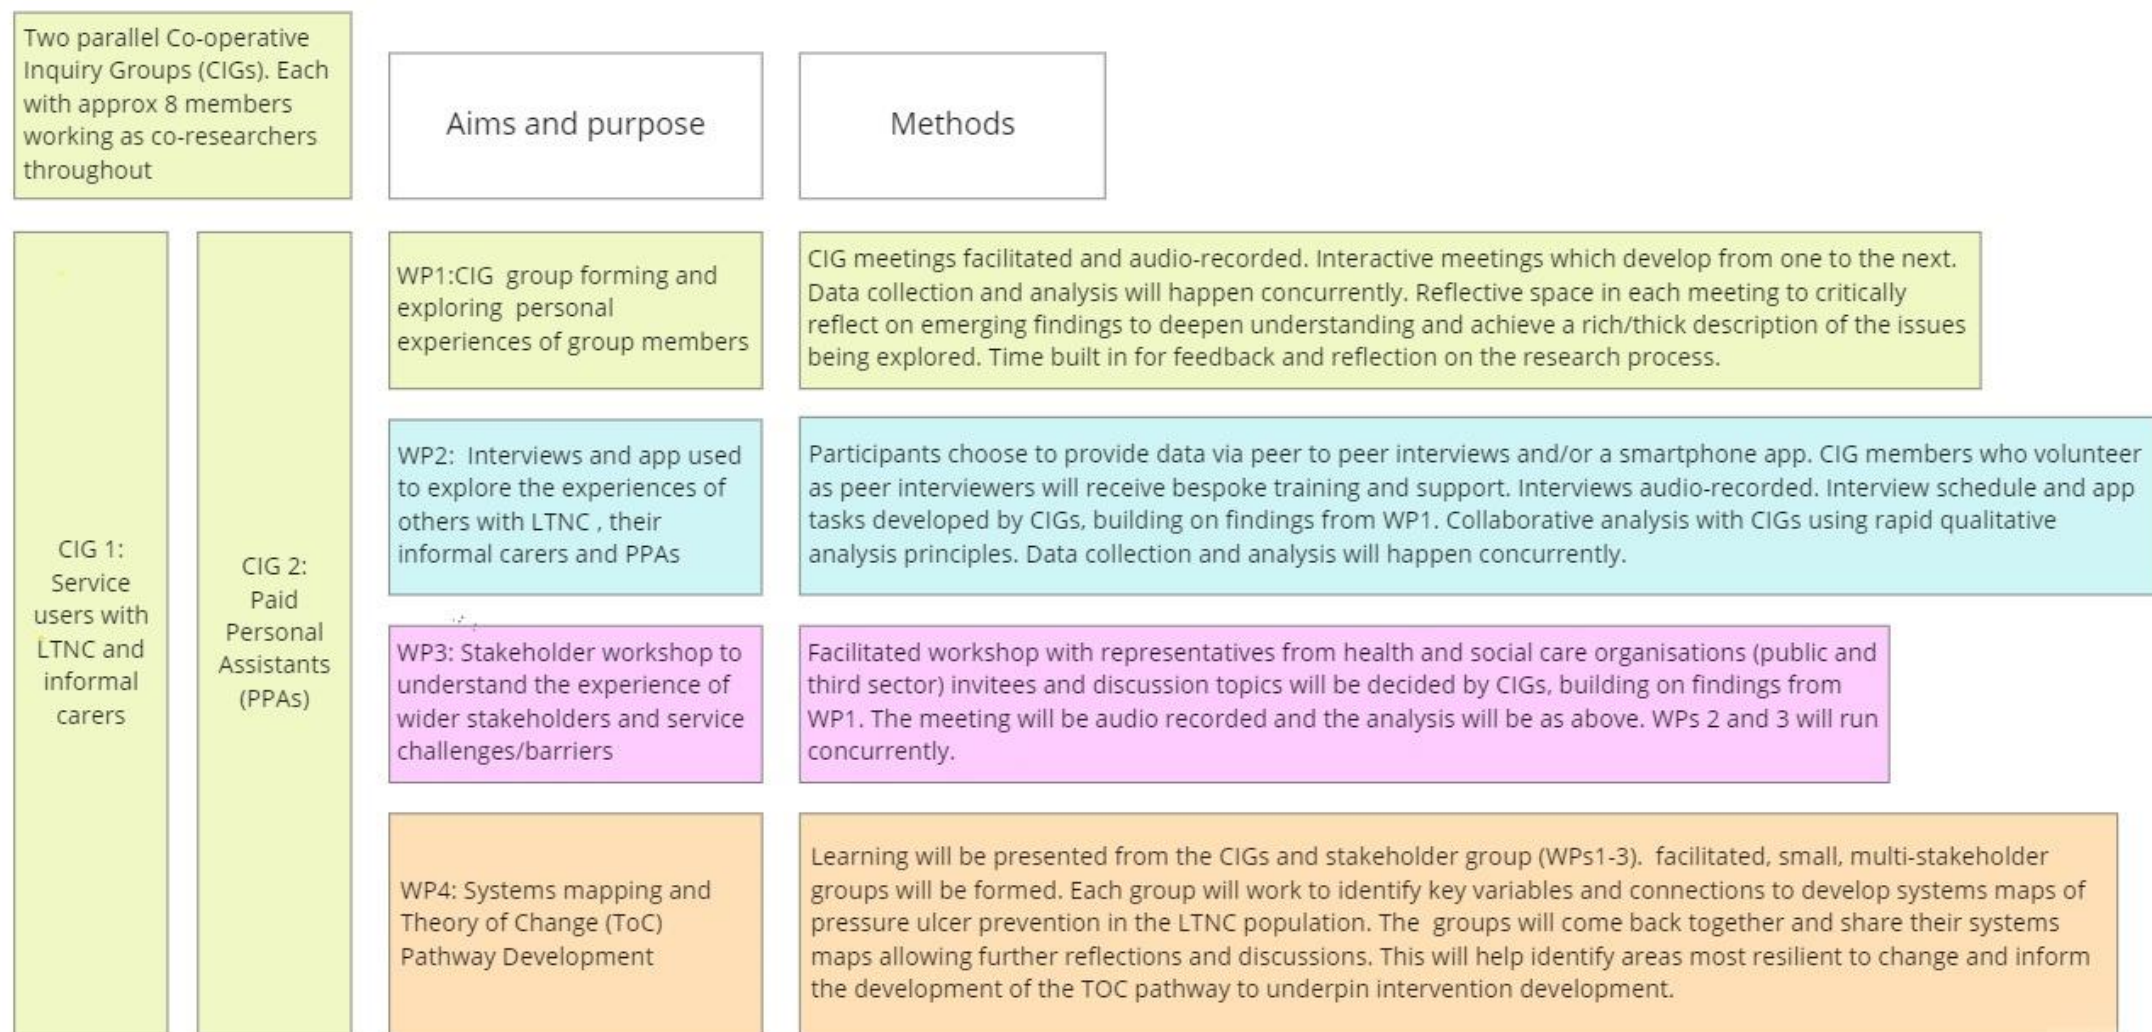 Two parallel Co-operative
Inquiry Groups (CIGs). Each
with approx 8 members
working as co-researchers
throughout
Aims and purpose
Methods
CIG 1:
Service
users with
LTNC and
informal
carers
CIG 2:
Paid
Personal
Assistants
(PPAs)
WP1:CIG group forming and
exploring personal
experiences of group members
CIG meetings facilitated and audio-recorded. Interactive meetings which develop from one to the next.
Data collection and analysis will happen concurrently. Reflective space in each meeting to critically
reflect on emerging findings to deepen understanding and achieve a rich/thick description of the issues
being explored. Time built in for feedback and reflection on the research process.
WP2: Interviews and app used
to explore the experiences of
others with LTNC , their
informal carers and PPAs
Participants choose to provide data via peer to peer interviews and/or a smartphone app. CIG members who volunteer
as peer interviewers will receive bespoke training and support. Interviews audio-recorded. Interview schedule and app
tasks developed by CIGs, building on findings from WP1. Collaborative analysis with CIGs using rapid qualitative
analysis principles. Data collection and analysis will happen concurrently.
WP3: Stakeholder workshop to
understand the experience of
wider stakeholders and service
challenges/barriers
Facilitated workshop with representatives from health and social care organisations (public and
third sector) invitees and discussion topics will be decided by CIGs, building on findings from
WP1. The meeting will be audio recorded and the analysis will be as above. WPs 2 and 3 will run
concurrently.
WP4: Systems mapping and
Theory of Change (ToC)
Pathway Development
Learning will be presented from the CIGs and stakeholder group (WPs1-3). facilitated, small, multi-stakeholder
groups will be formed. Each group will work to identify key variables and connections to develop systems maps of
pressure ulcer prevention in the LTNC population. The groups will come back together and share their systems
maps allowing further reflections and discussions. This will help identify areas most resilient to change and inform
the development of the TOC pathway to underpin intervention development.